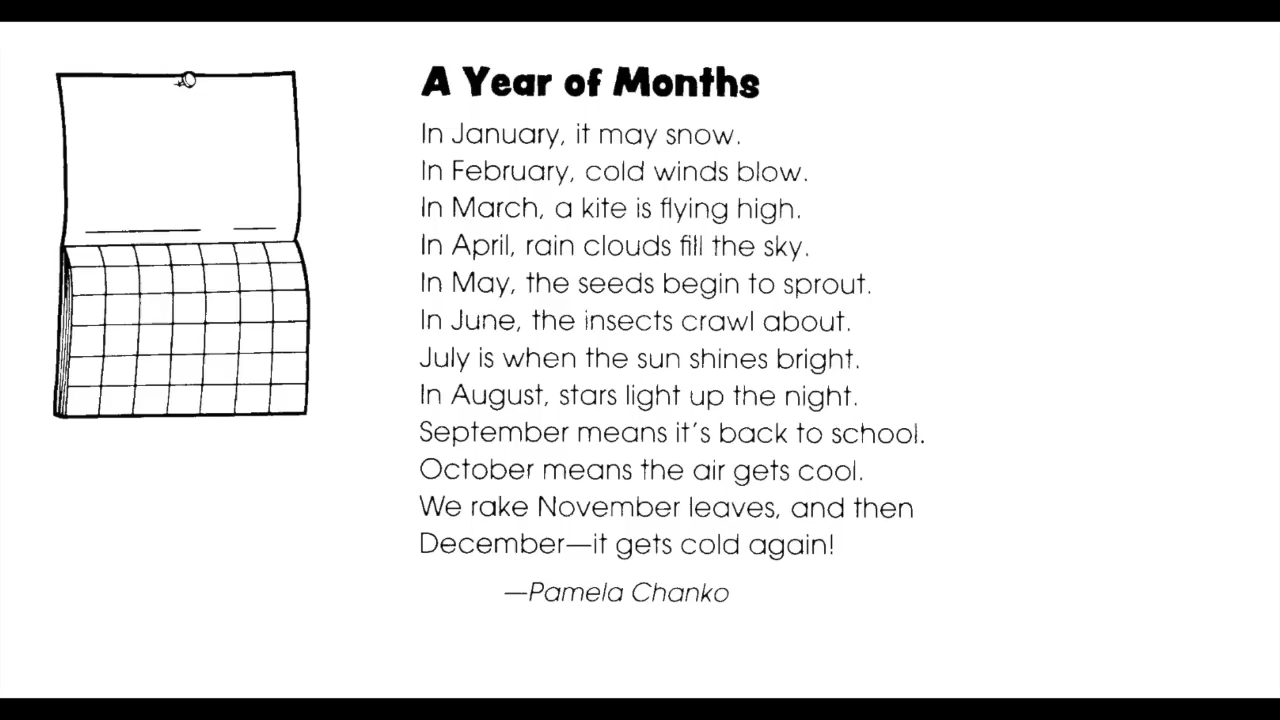 A Year of Months
In January, it may snow.
In February, cold winds blow.
In March, a kite is flying high.
In April, rain clouds fill the sky.
In May, the seeds begin to sprout.
In June, the insects crawl about.
July is when the sun shines bright.
In August, stars light up the night.
September means it's back to school.
October means the air gets cool.
We rake November leaves, and then
December—it gets cold again!
—Pamela Chanko